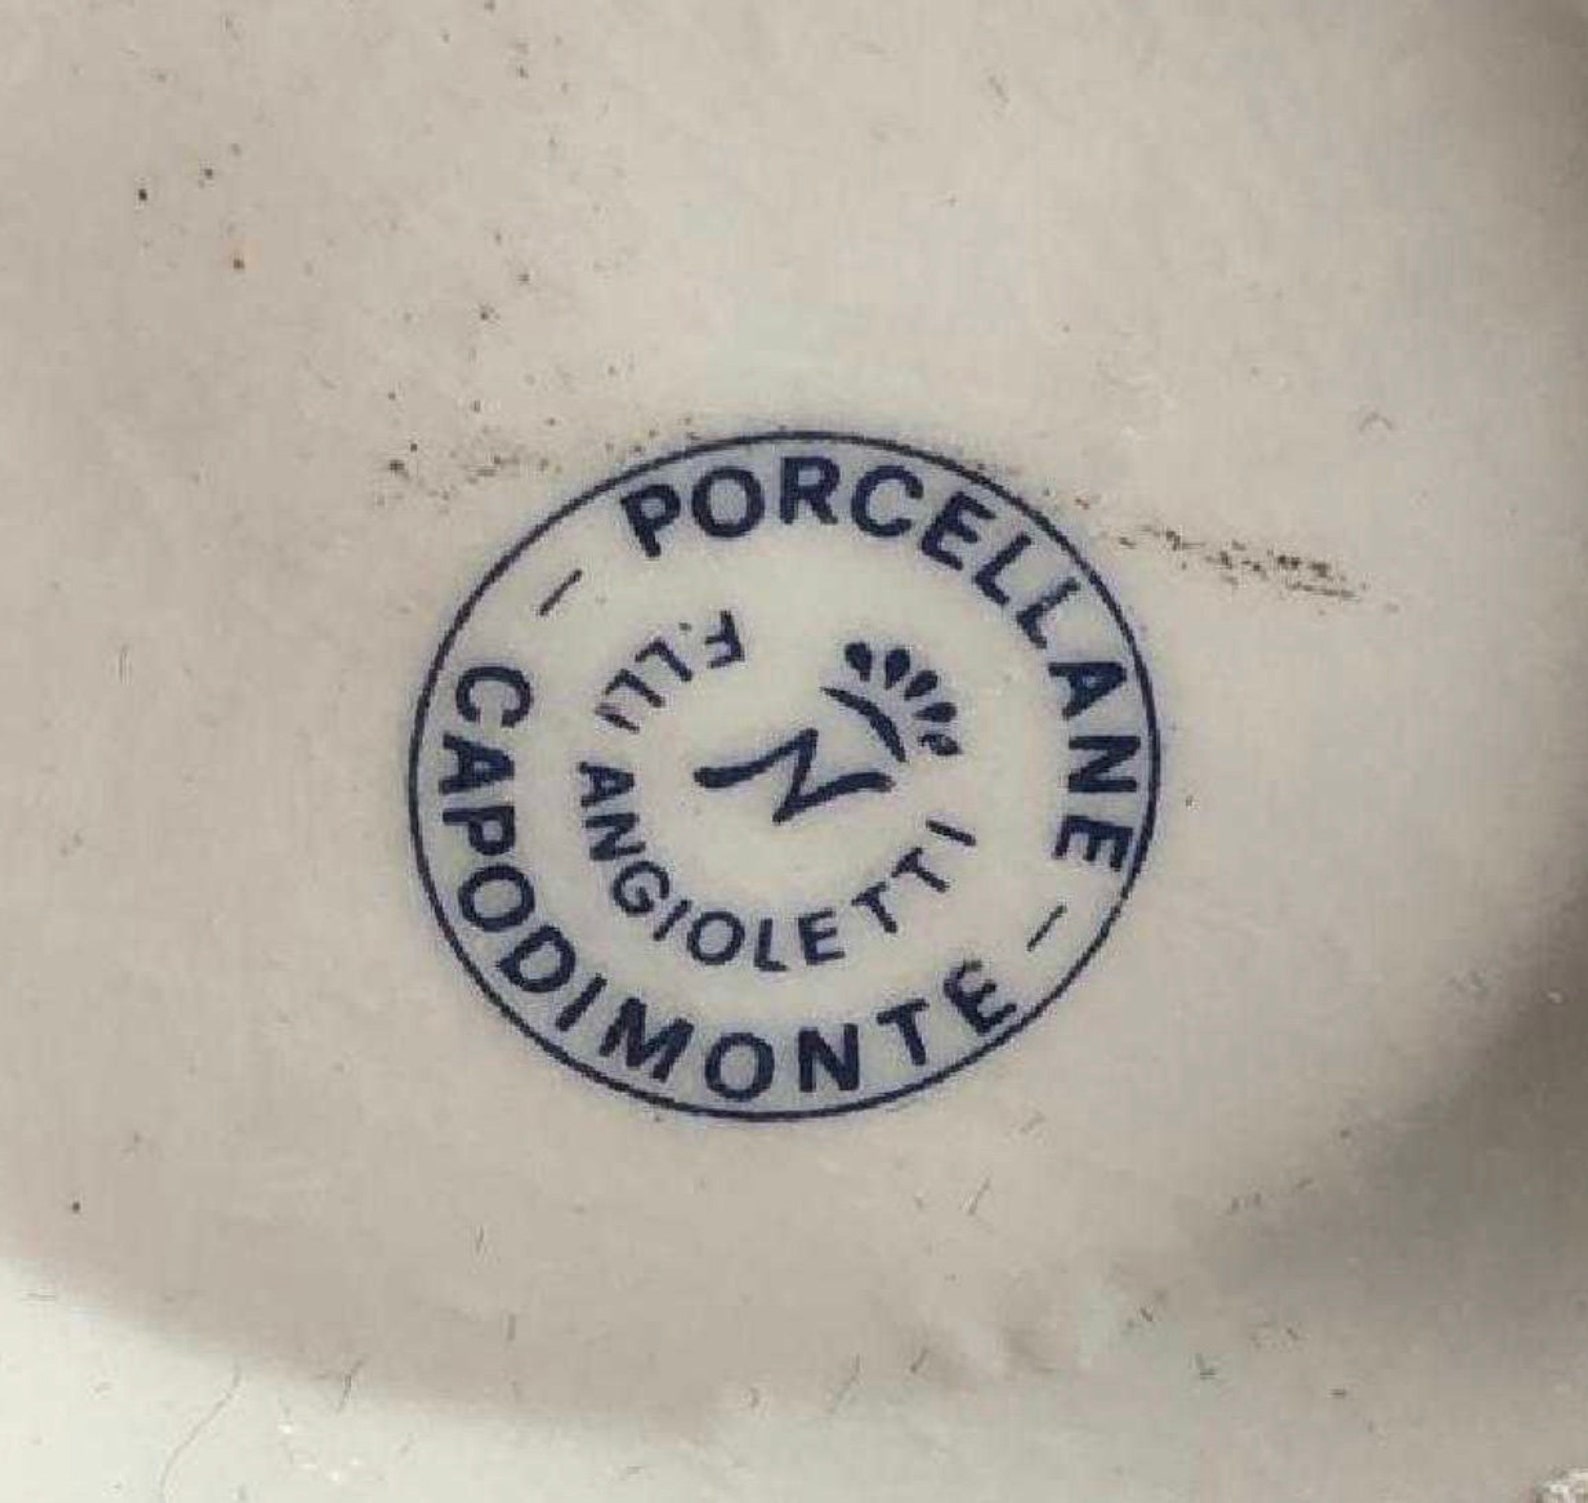 PORCELLANE
— CAPODIMONTE —
F.LLI ANGIOLETTI
N